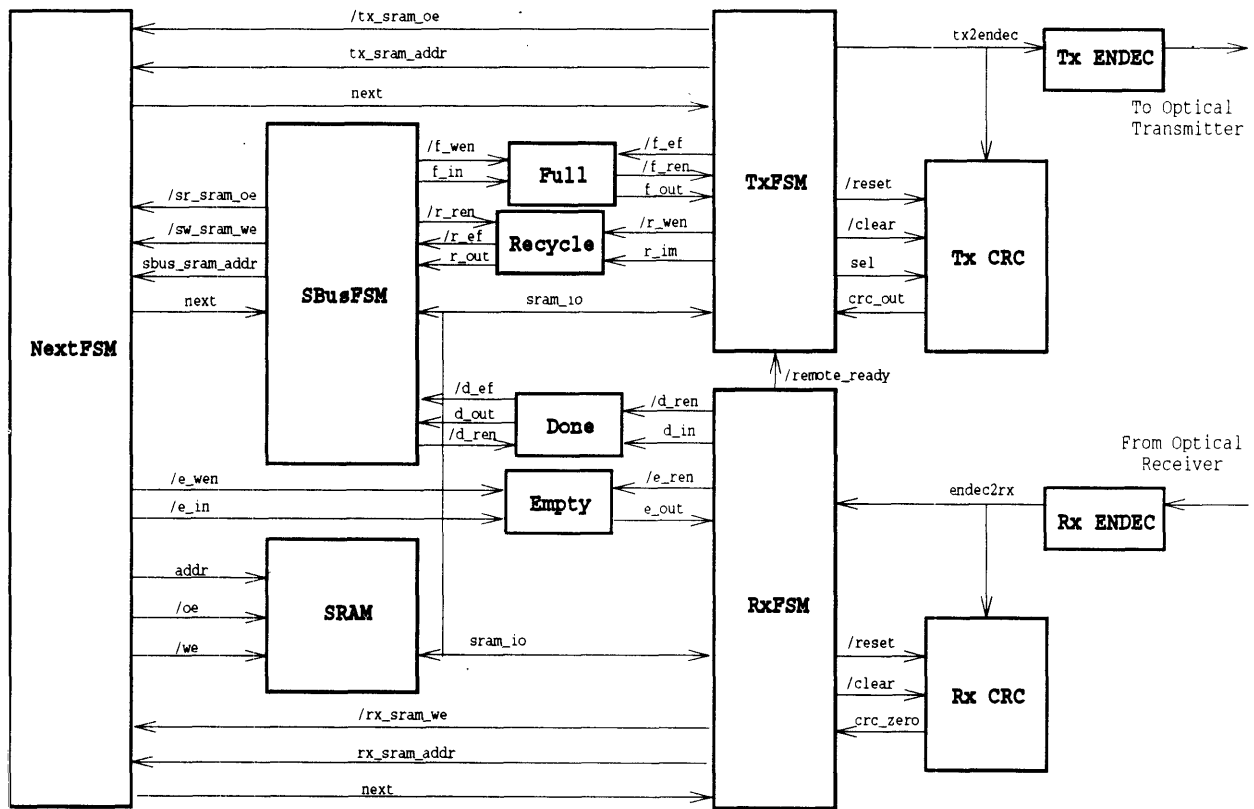 /tx_sram_oe
tx_sram_addr
next
tx2endec
Tx ENDEC
To Optical
Transmitter
/f_wen
f_in
Full
/f_ef
/f_ren
f_out
TxFSM
/sr_sram_oe
/sw_sram_we
sbus_sram_addr
next
SBusFSM
/r_ren
/r_ef
r_out
Recycle
/r_wen
r_im
/reset
/clear
sel
crc_out
Tx CRC
sram_io
NextFSM
/remote_ready
/d_ef
d_out
/d_ren
Done
/d_ren
d_in
From Optical
Receiver
/e_wen
/e_in
Empty
/e_ren
e_out
endec2rx
Rx ENDEC
addr
/oe
/we
SRAM
sram_io
RxFSM
/reset
/clear
crc_zero
Rx CRC
/rx_sram_we
rx_sram_addr
next